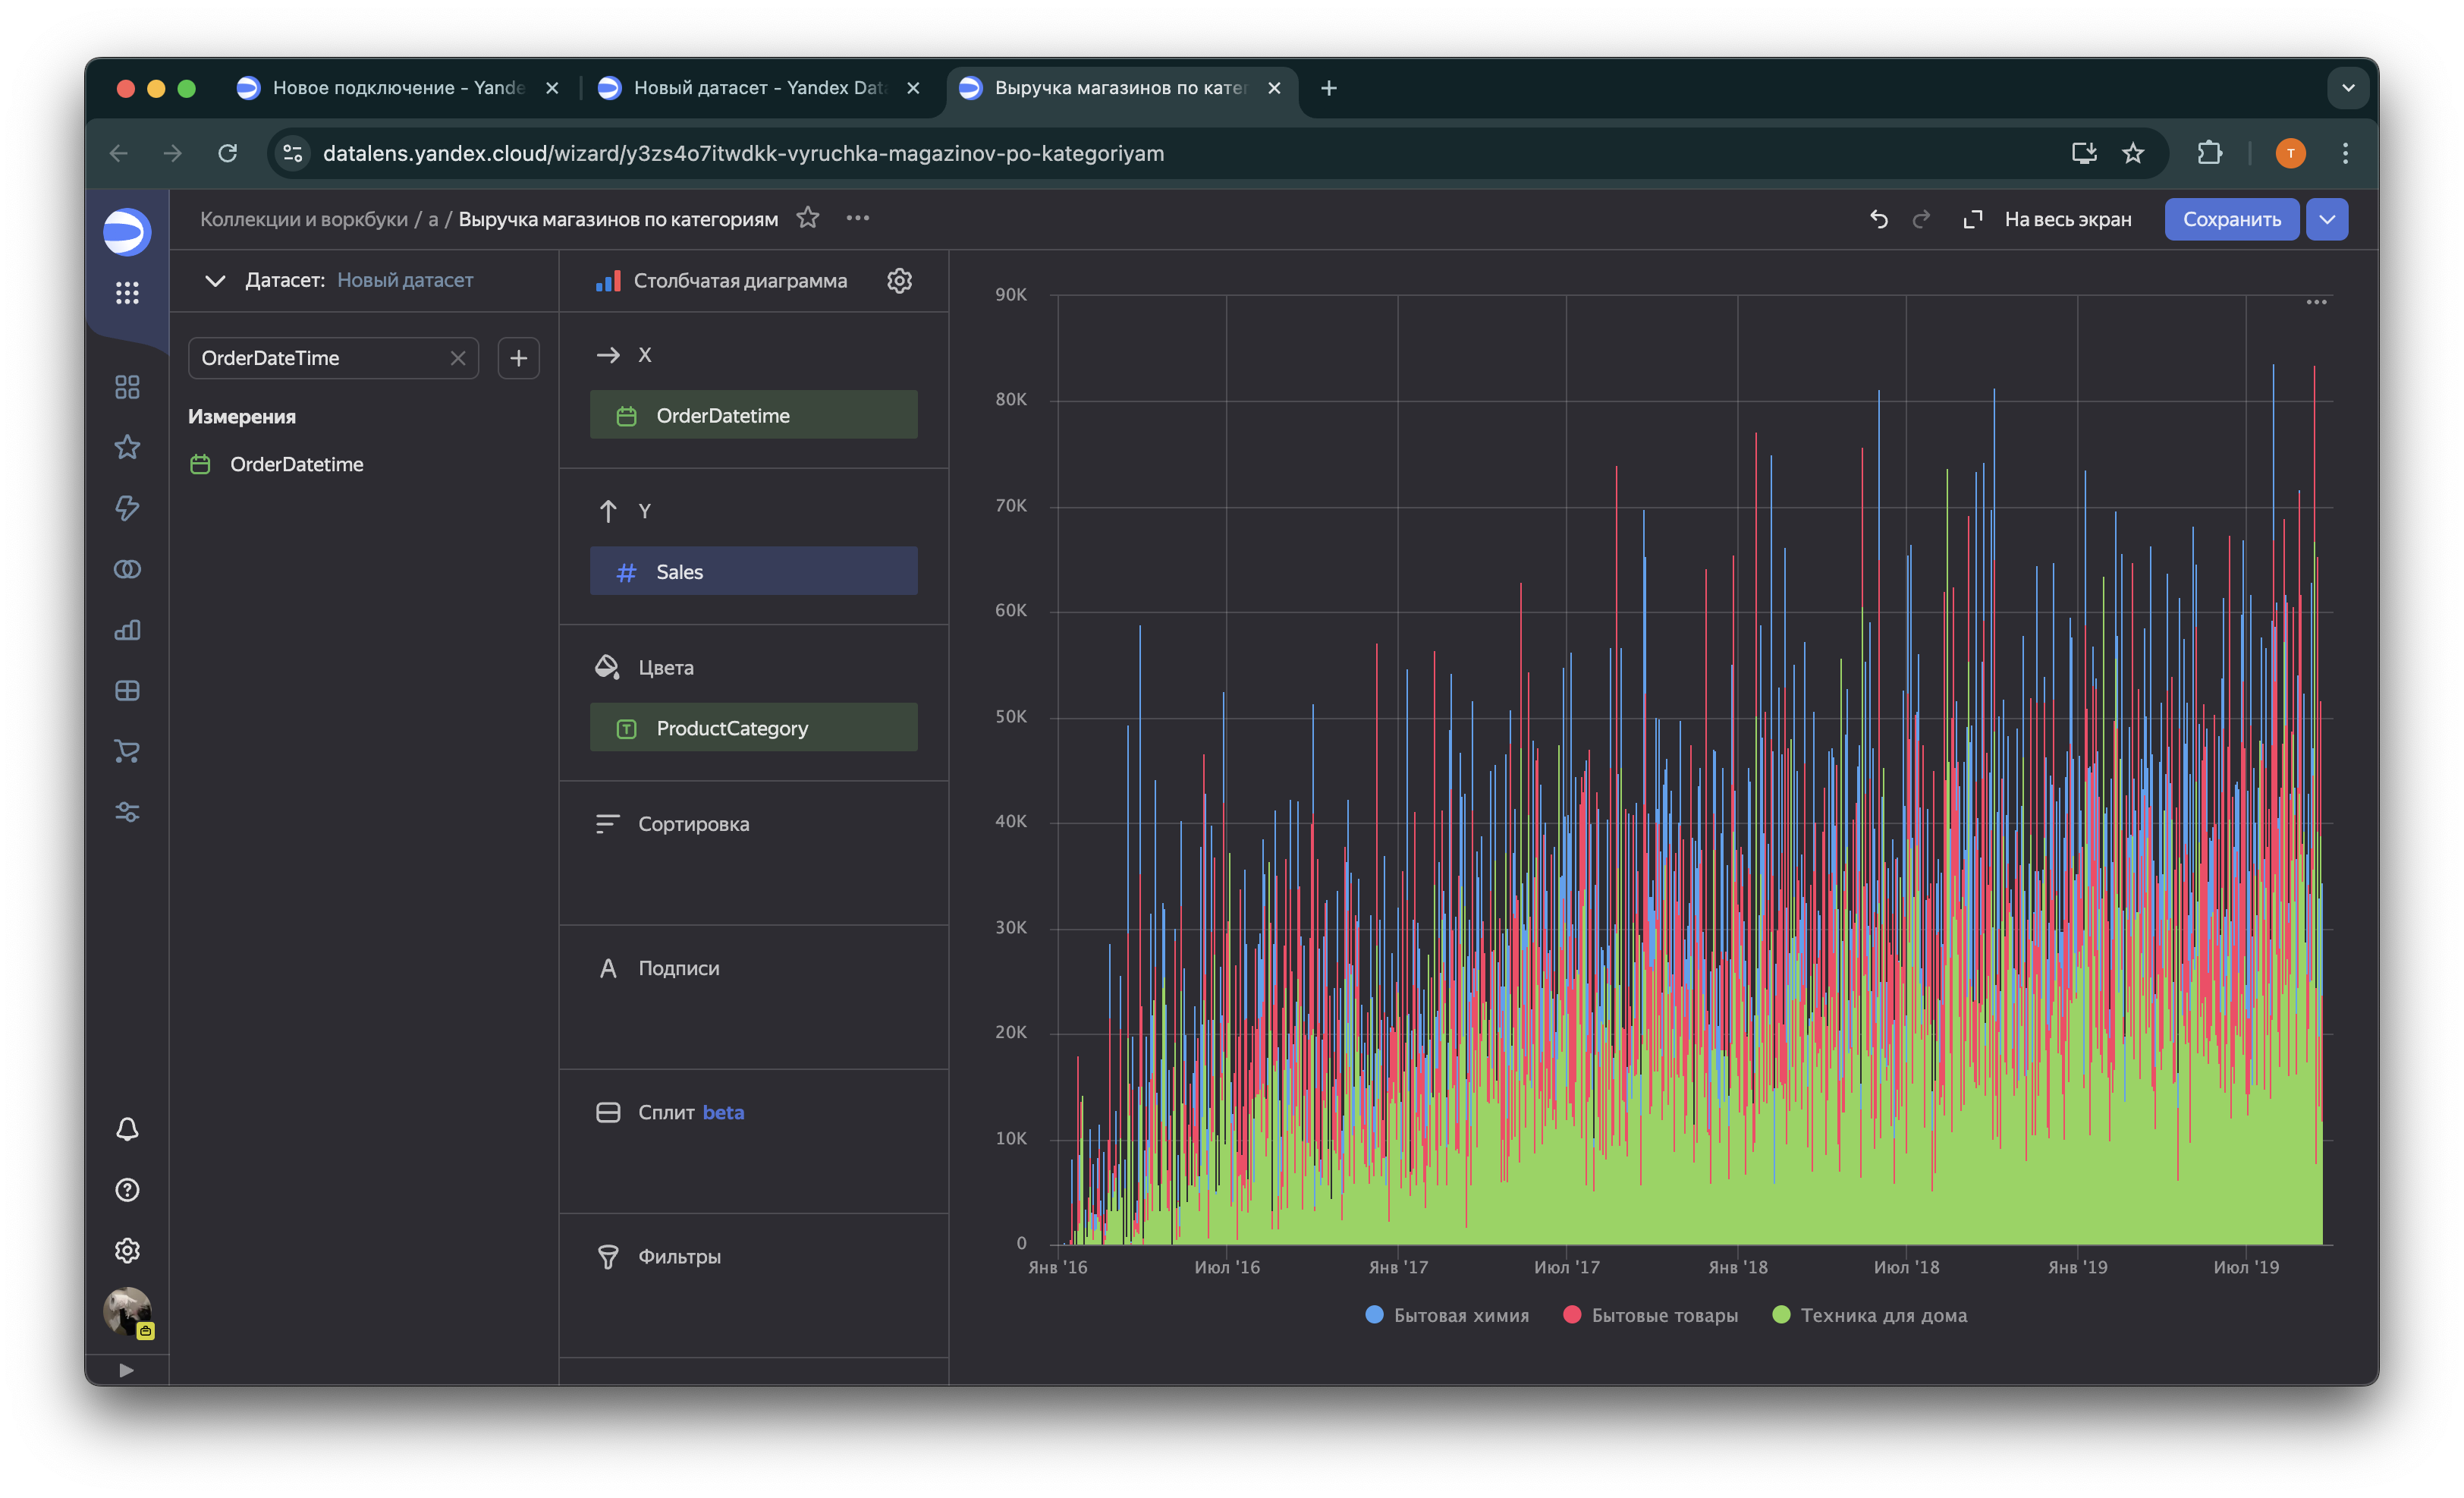 Новое подключение - Yande
Новый датасет - Yandex Data
Выручка магазинов по катег
datalens.yandex.cloud/wizard/y3zs4o7itwdkk-vyruchka-magazinov-po-kategoriyam
T
Коллекции и воркбуки / a / Выручка магазинов по категориям
На весь экран
Сохранить
Датасет: Новый датасет
OrderDateTime
Измерения
OrderDatetime
Столбчатая диаграмма
X
OrderDatetime
Y
# Sales
Цвета
T ProductCategory
Сортировка
A Подписи
Сплит beta
Фильтры
90K
80K
70K
60K
50K
40K
30K
20K
10K
0
Янв '16 Июл '16 Янв '17 Июл '17 Янв '18 Июл '18 Янв '19 Июл '19
Бытовая химия Бытовые товары Техника для дома